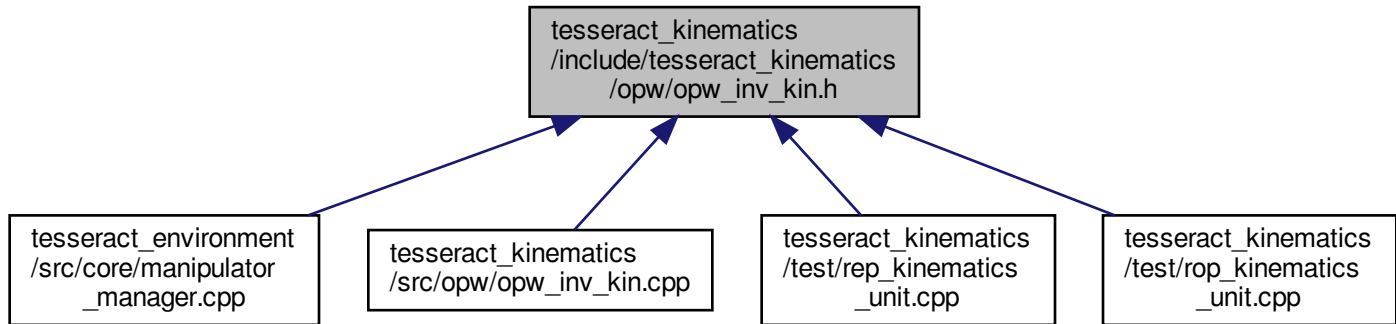 tesseract_kinematics
/include/tesseract_kinematics
/opw/opw_inv_kin.h
tesseract_environment
/src/core/manipulator
_manager.cpp
tesseract_kinematics
/src/opw/opw_inv_kin.cpp
tesseract_kinematics
/test/rep_kinematics
_unit.cpp
tesseract_kinematics
/test/rop_kinematics
_unit.cpp